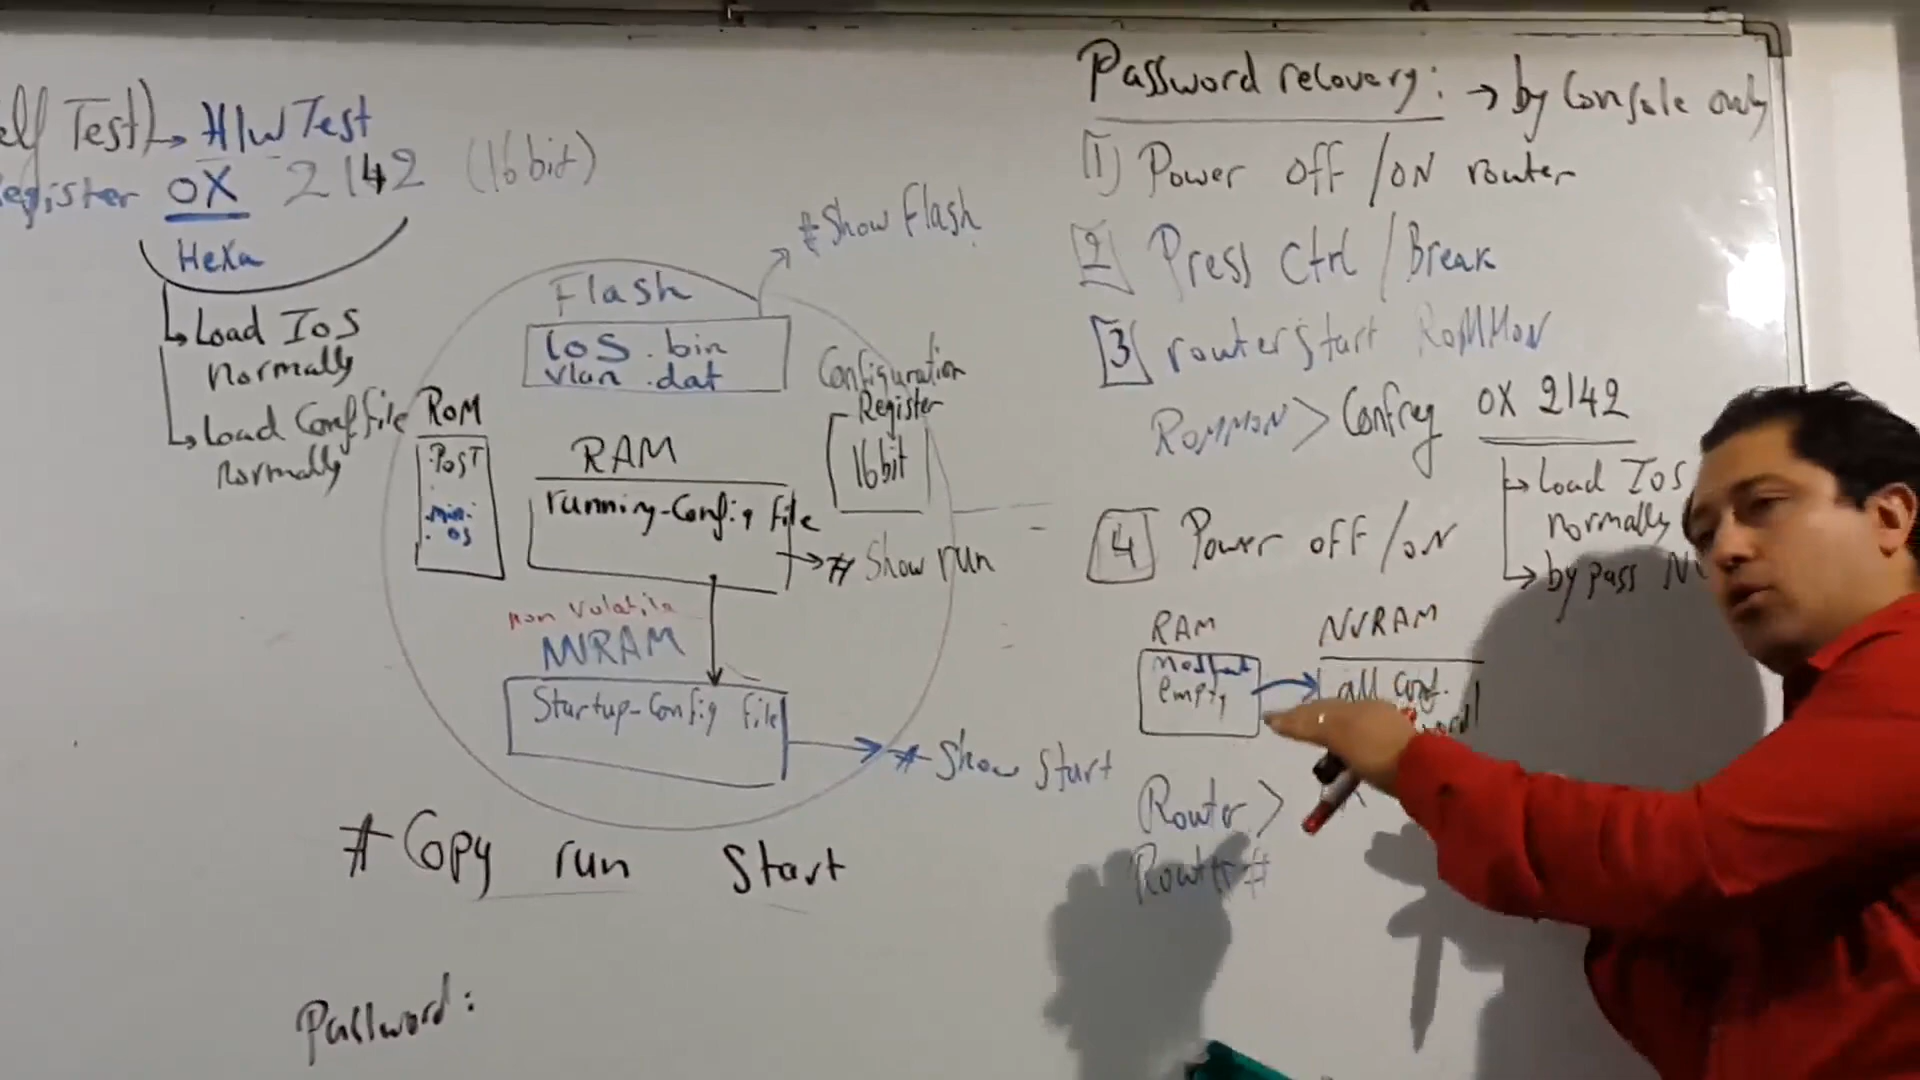 elf Test) → H/W Test
egister 0X 2142 (16bit)
Hexa
Load IOS
normally
Load Conf file
normally
# Show Flash
Flash
IOS .bin
vlan .dat
Configuration
Register
16bit
ROM
.POST
.mini
.os
RAM
running-Config file
# Show run
non Volatile
NVRAM
Startup-Config file
# Show Start
# Copy run Start
Password:
Password recovery: → by Console only
[1] Power off /ON router
[2] Press Ctrl / Break
[3] router start ROMMON
ROMMON > Confreg 0X 2142
Load IOS
normally
by pass
[4] Power off /on
RAM
empty
NVRAM
all conf.
Router >
Router #